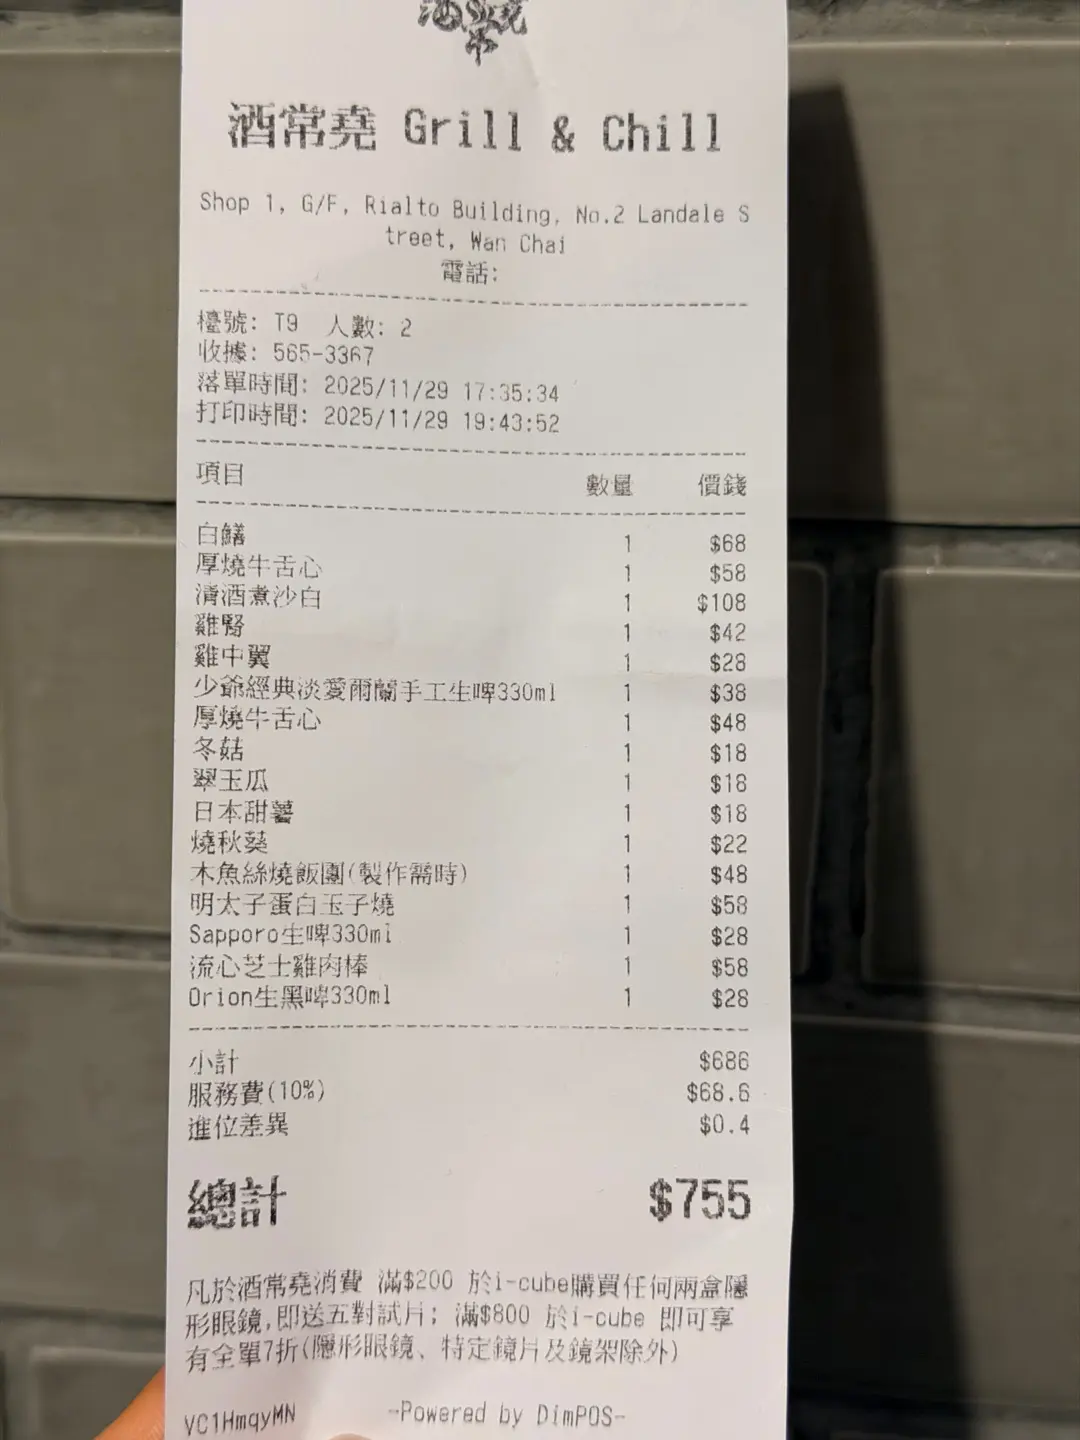 酒常堯 Grill & Chill
Shop 1, G/F, Rialto Building, No.2 Landale S
treet, Wan Chai
電話:
檯號: T9 人數: 2
收據: 565-3367
落單時間: 2025/11/29 17:35:34
打印時間: 2025/11/29 19:43:52
項目 數量 價錢
白鱔 1 $68
厚燒牛舌心 1 $58
清酒煮沙白 1 $108
雞腎 1 $42
雞中翼 1 $28
少爺經典淡愛爾蘭手工生啤330ml 1 $38
厚燒牛舌心 1 $48
冬菇 1 $18
翠玉瓜 1 $18
日本甜薯 1 $18
燒秋葵 1 $22
木魚絲燒飯團(製作需時) 1 $48
明太子蛋白玉子燒 1 $58
Sapporo生啤330ml 1 $28
流心芝士雞肉棒 1 $58
Orion生黑啤330ml 1 $28
小計 $686
服務費(10%) $68.6
進位差異 $0.4
總計 $755
凡於酒常堯消費 滿$200 於i-cube購買任何兩盒隱
形眼鏡,即送五對試片; 滿$800 於i-cube 即可享
有全單7折(隱形眼鏡、特定鏡片及鏡架除外)
VC1HmqyMN -Powered by DimPOS-